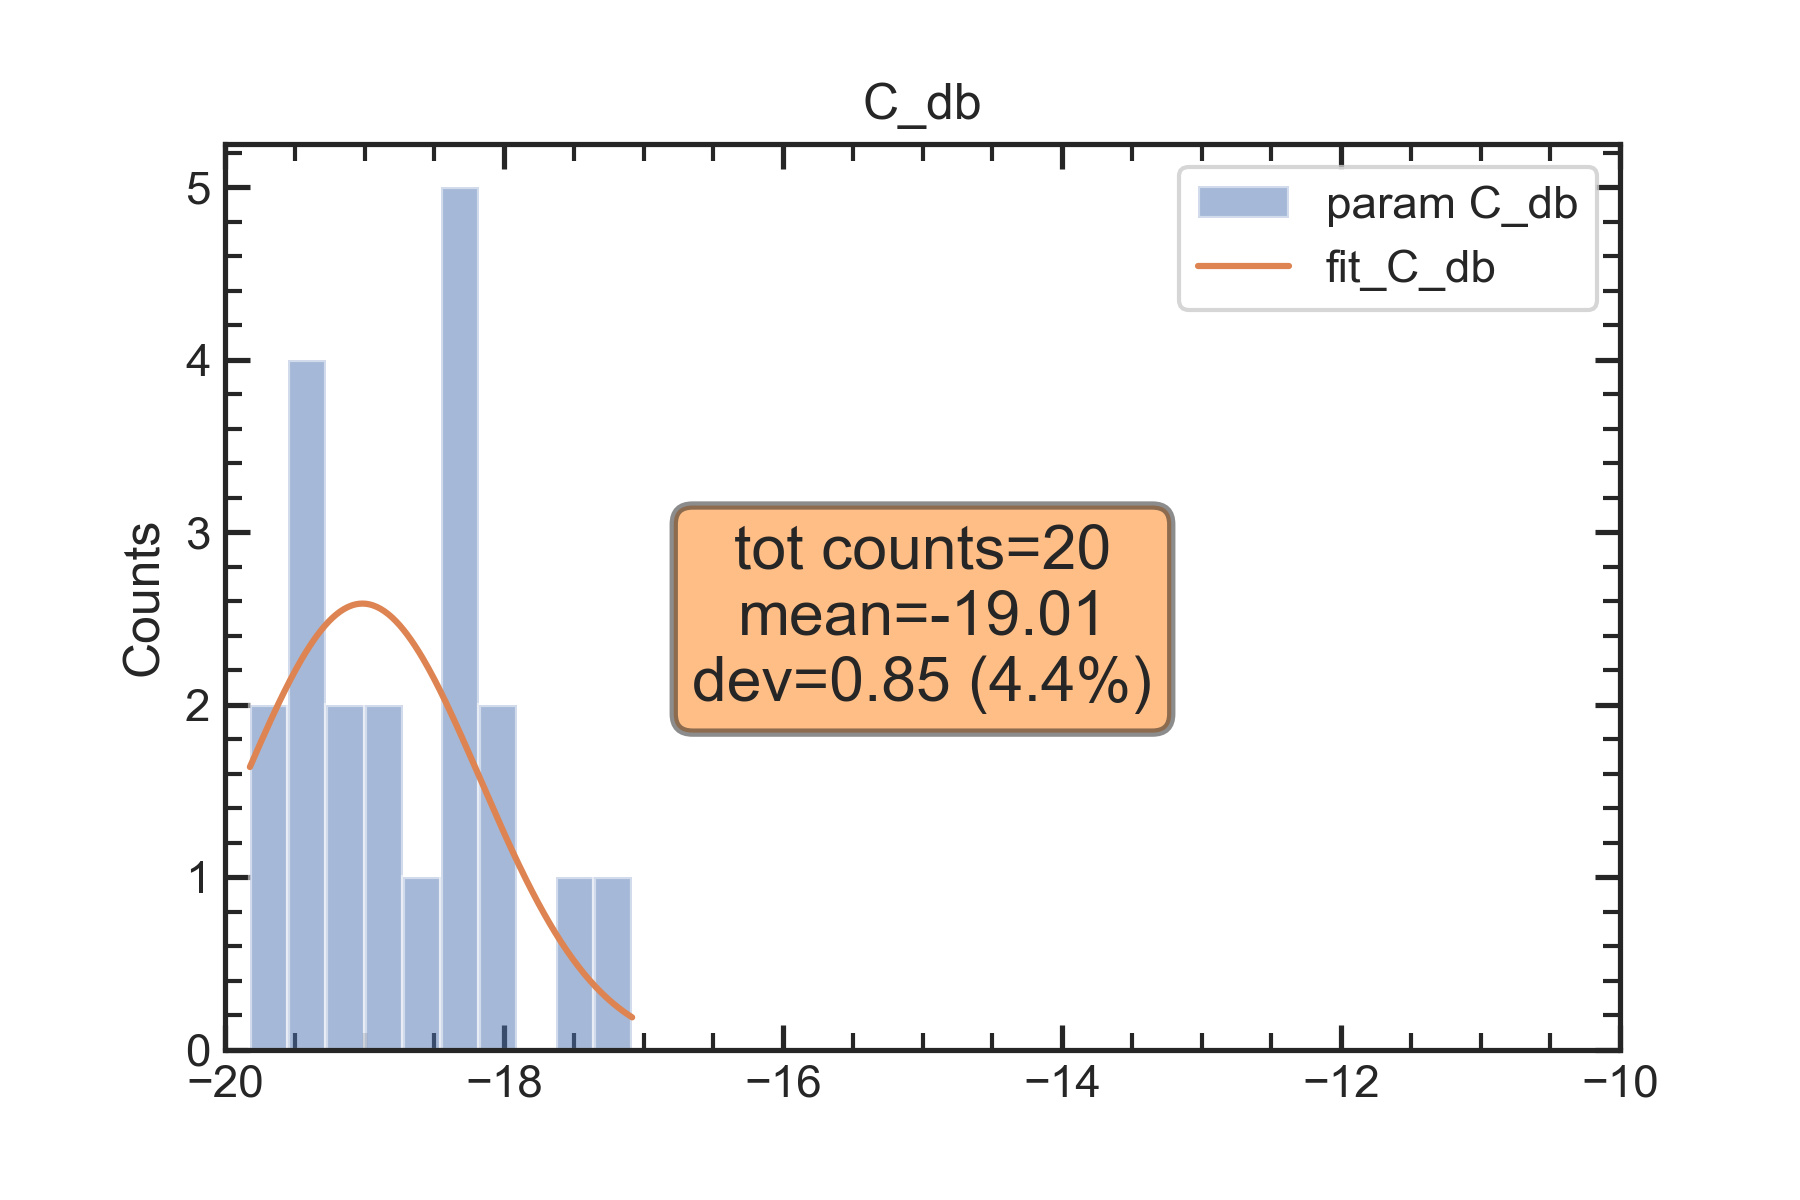 C_db
param C_db
fit_C_db
5
4
3
2
1
0
Counts
tot counts=20
mean=-19.01
dev=0.85 (4.4%)
−20 −18 −16 −14 −12 −10